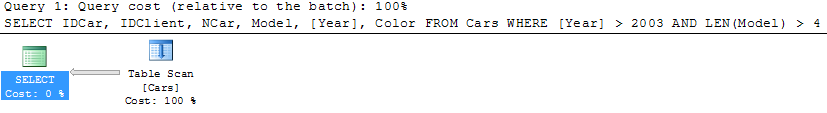 Query 1: Query cost (relative to the batch): 100%
SELECT IDCar, IDClient, NCar, Model, [Year], Color FROM Cars WHERE [Year] > 2003 AND LEN(Model) > 4
SELECT
Cost: 0 %
Table Scan
[Cars]
Cost: 100 %